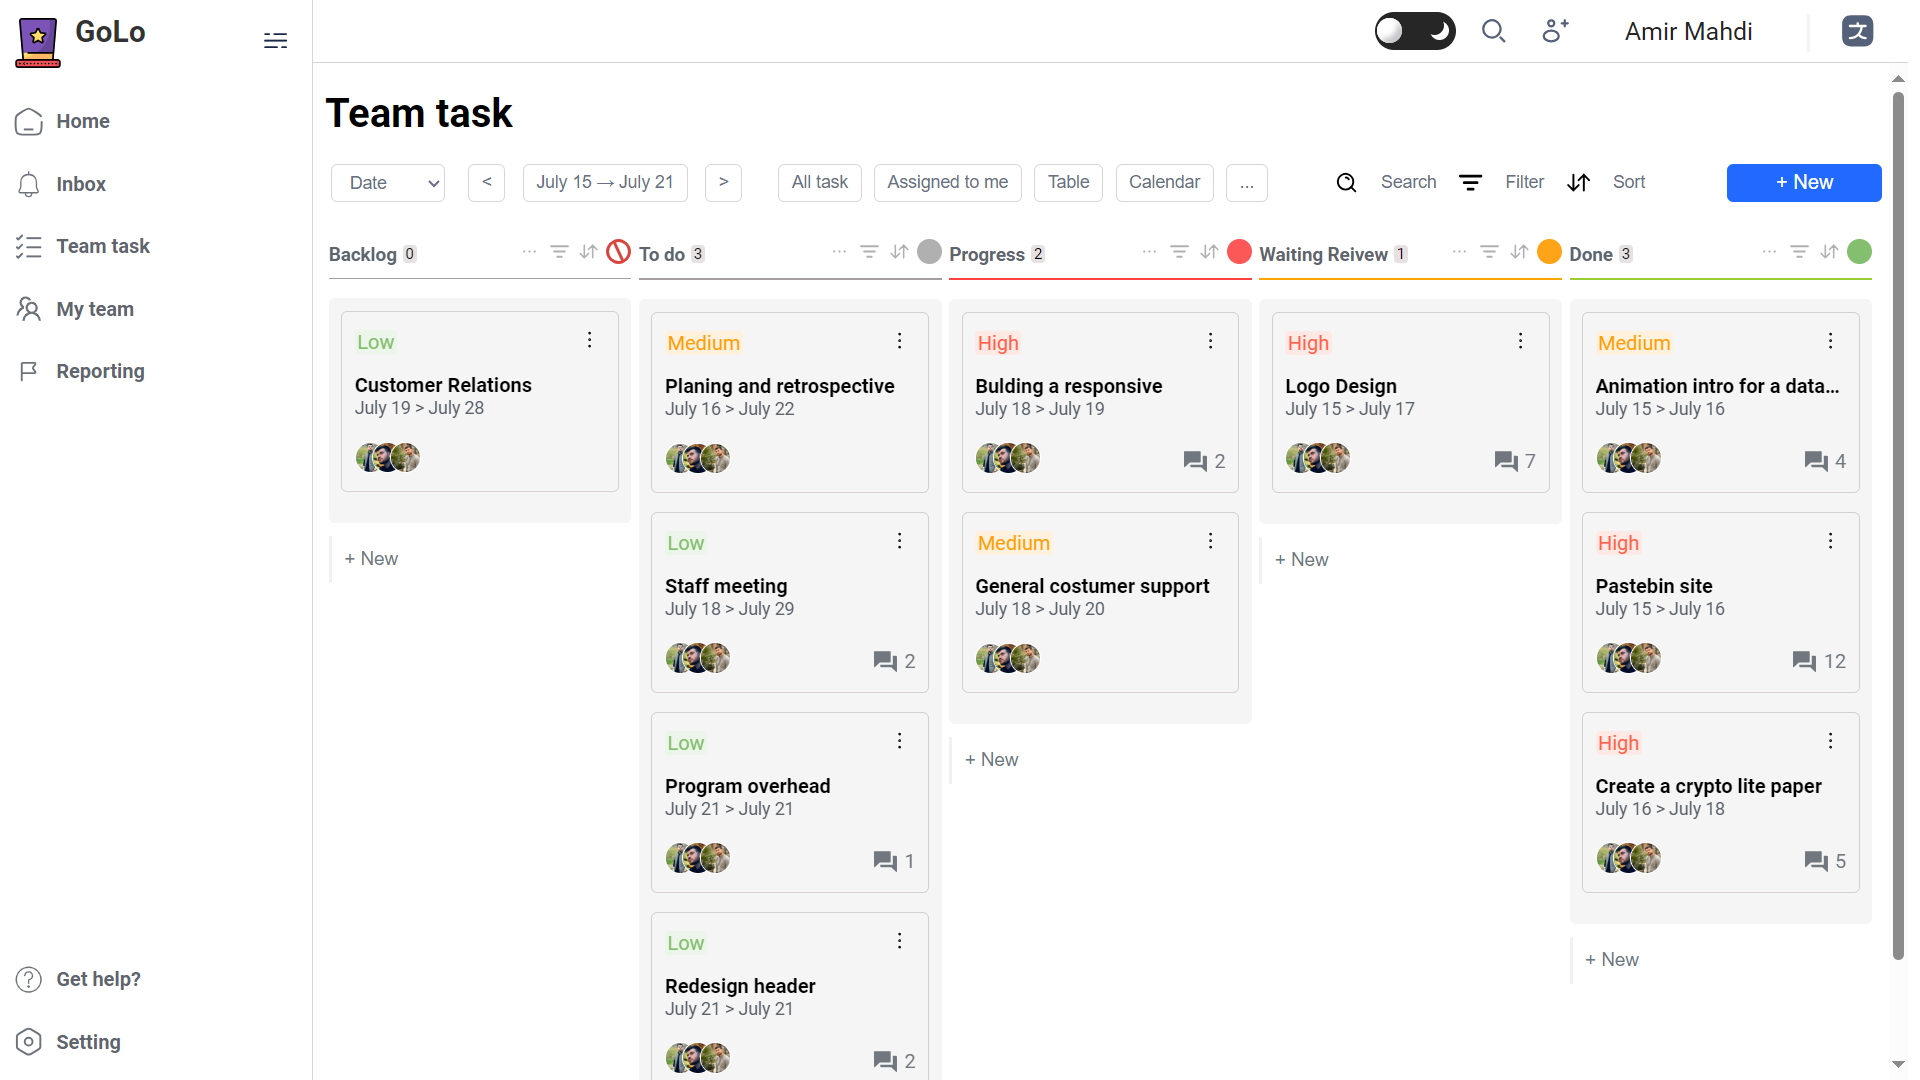 GoLo
Amir Mahdi
Home
Inbox
Team task
My team
Reporting
Get help?
Setting
Team task
Date
<
July 15 → July 21
>
All task
Assigned to me
Table
Calendar
...
Search
Filter
Sort
+ New
Backlog 0
Low
Customer Relations
July 19 > July 28
+ New
To do 3
Medium
Planing and retrospective
July 16 > July 22
Low
Staff meeting
July 18 > July 29
2
Low
Program overhead
July 21 > July 21
1
Low
Redesign header
July 21 > July 21
2
Progress 2
High
Bulding a responsive
July 18 > July 19
2
Medium
General costumer support
July 18 > July 20
+ New
Waiting Reivew 1
High
Logo Design
July 15 > July 17
7
+ New
Done 3
Medium
Animation intro for a data...
July 15 > July 16
4
High
Pastebin site
July 15 > July 16
12
High
Create a crypto lite paper
July 16 > July 18
5
+ New